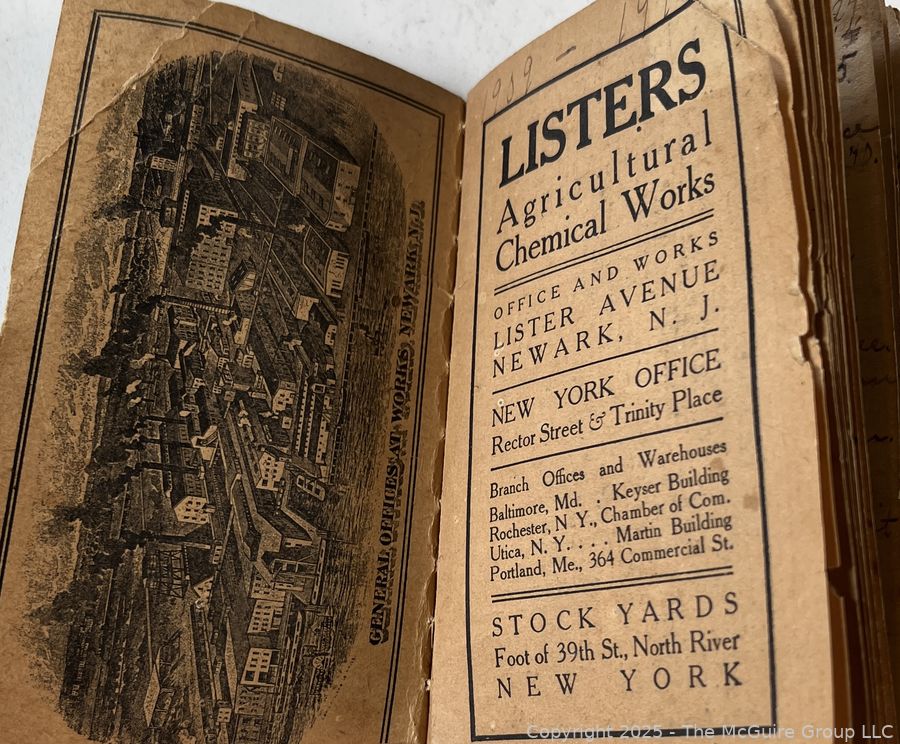 GENERAL OFFICES AT WORKS, NEWARK, N.J.
LISTERS
Agricultural
Chemical Works
OFFICE AND WORKS
LISTER AVENUE
NEWARK, N. J.
NEW YORK OFFICE
Rector Street & Trinity Place
Branch Offices and Warehouses
Baltimore, Md. . Keyser Building
Rochester, N. Y., Chamber of Com.
Utica, N. Y. . . . Martin Building
Portland, Me., 364 Commercial St.
STOCK YARDS
Foot of 39th St., North River
NEW YORK
Copyright 2025 - The McGuire Group LLC